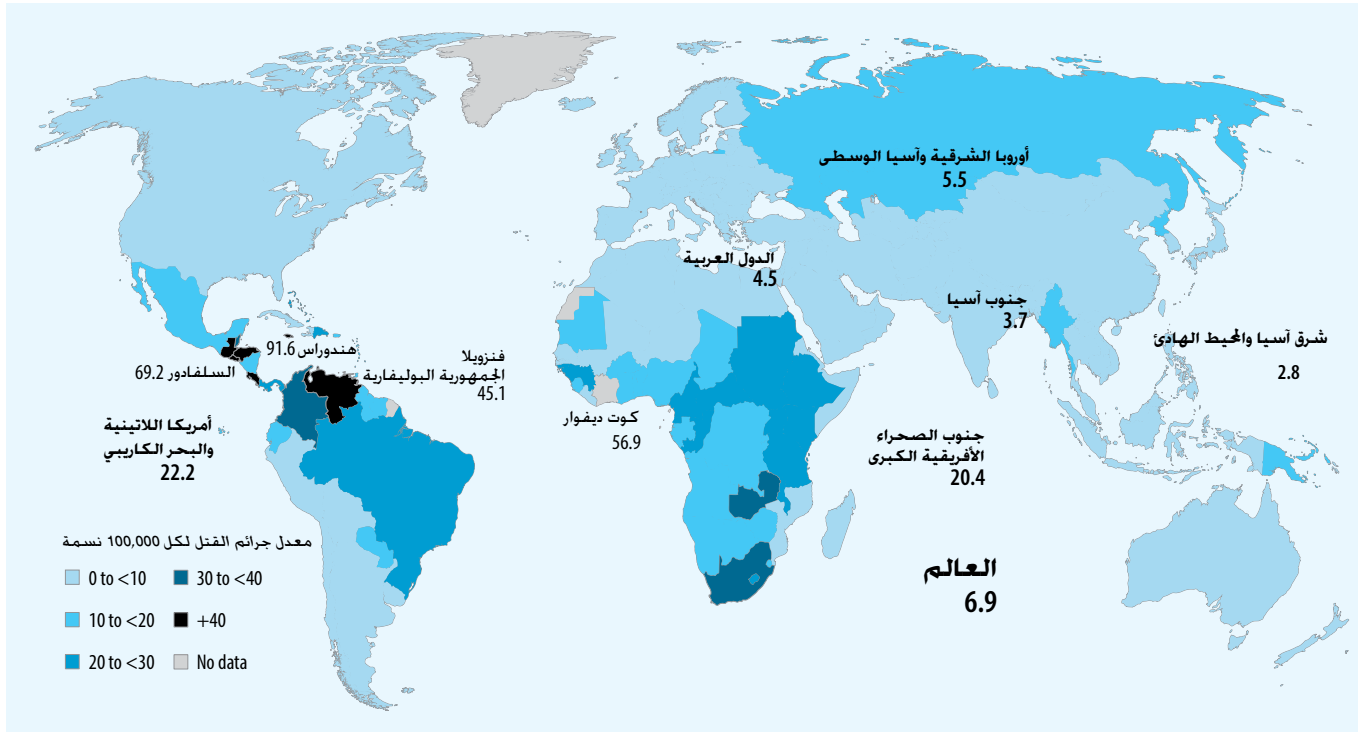 أوروبا الشرقية وآسيا الوسطى
5.5
الدول العربية
4.5
جنوب آسيا
3.7
شرق آسيا والمحيط الهادئ
2.8
هندوراس 91.6
السلفادور 69.2
فنزويلا
الجمهورية البوليفارية
45.1
كوت ديفوار
56.9
أمريكا اللاتينية
والبحر الكاريبي
22.2
جنوب الصحراء
الأفريقية الكبرى
20.4
العالم
6.9
معدل جرائم القتل لكل 100,000 نسمة
0 to <10
30 to <40
10 to <20
+40
20 to <30
No data